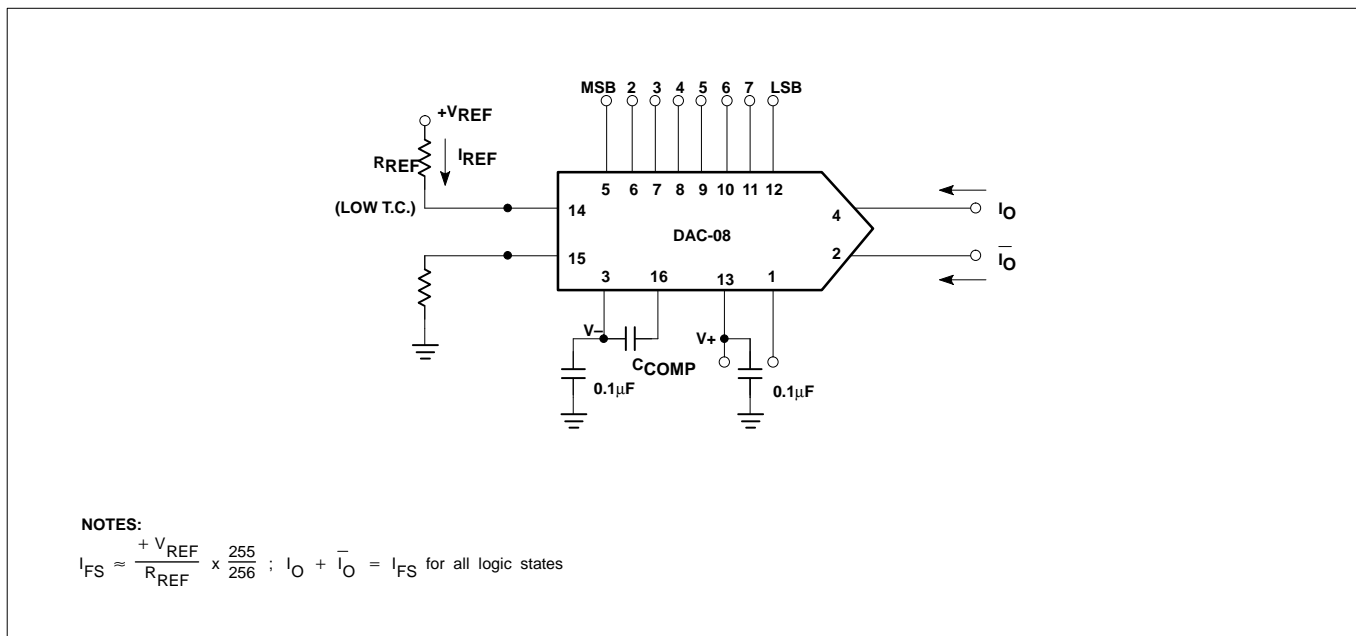 MSB 2 3 4 5 6 7 LSB
+VREF
RREF
IREF
(LOW T.C.)
5 6 7 8 9 10 11 12
14
4
IO
DAC-08
15
2
I̅O
3 16 13 1
V–
V+
CCOMP
0.1μF
0.1μF
NOTES:
IFS ≈ + VREF / RREF x 255 / 256 ; IO + I̅O = IFS for all logic states